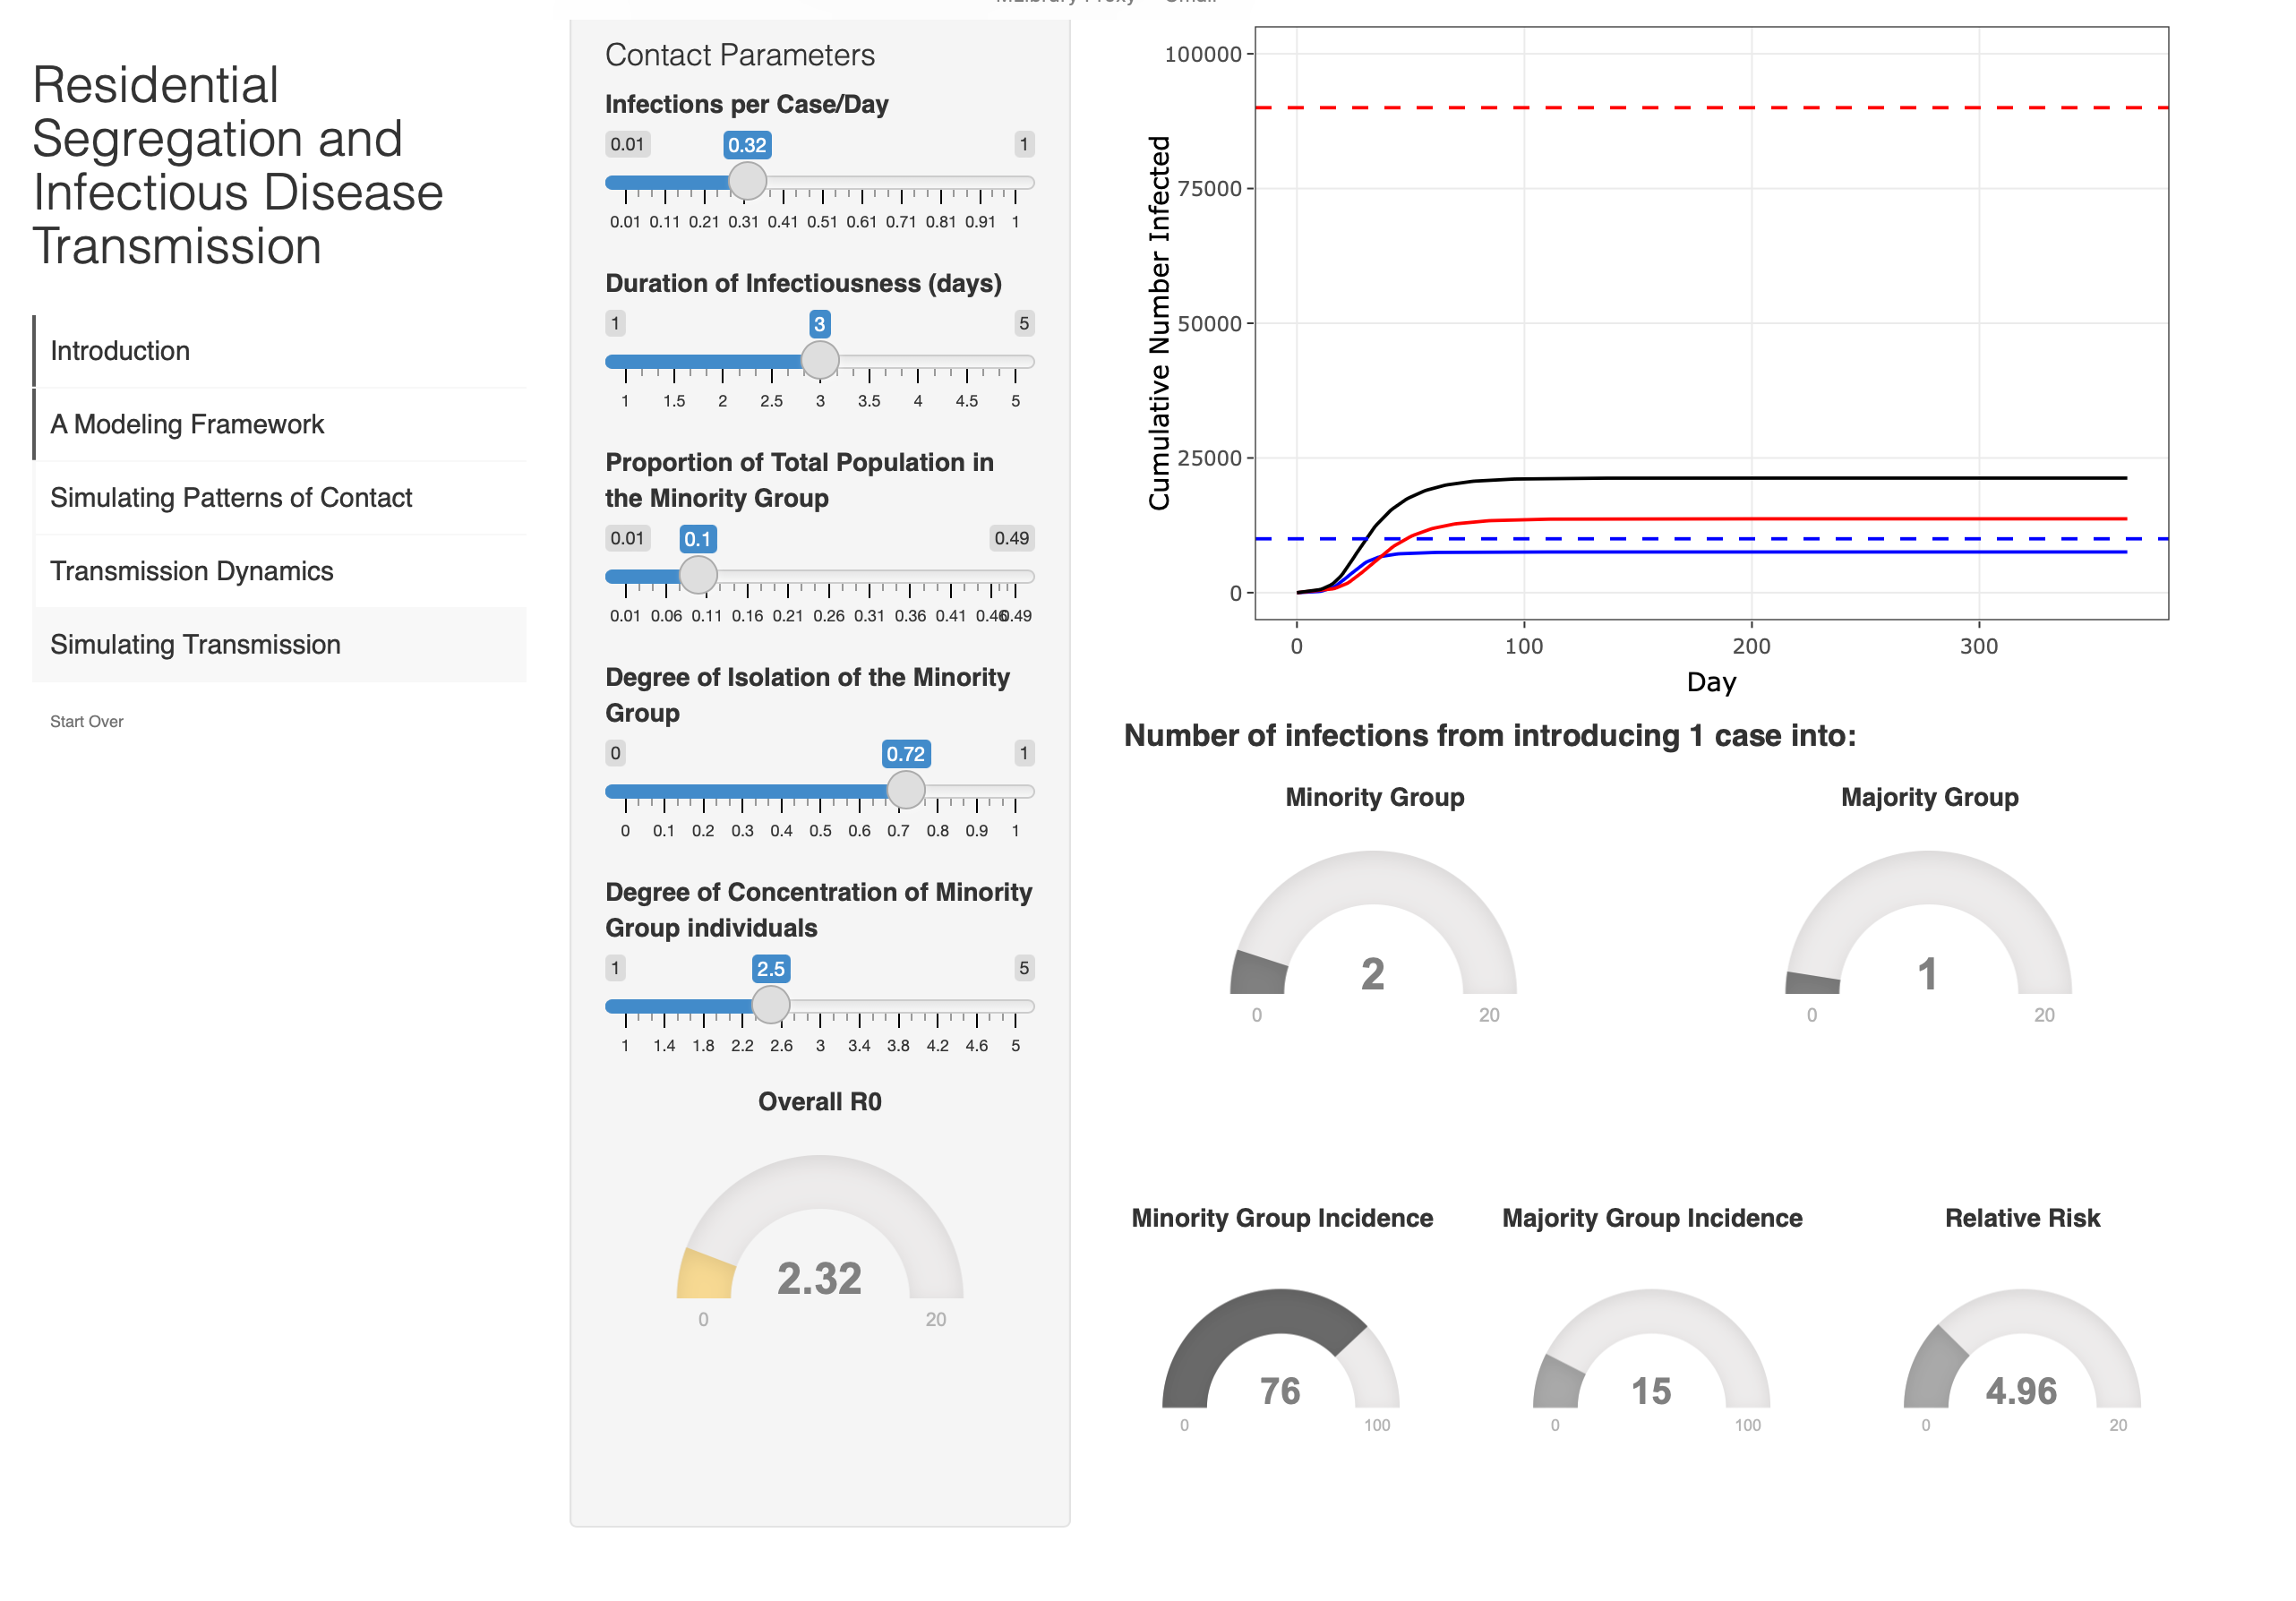 Residential
Segregation and
Infectious Disease
Transmission
Introduction
A Modeling Framework
Simulating Patterns of Contact
Transmission Dynamics
Simulating Transmission
Start Over
Contact Parameters
Infections per Case/Day
0.01 0.32 1
0.01 0.11 0.21 0.31 0.41 0.51 0.61 0.71 0.81 0.91 1
Duration of Infectiousness (days)
1 3 5
1 1.5 2 2.5 3 3.5 4 4.5 5
Proportion of Total Population in
the Minority Group
0.01 0.1 0.49
0.01 0.06 0.11 0.16 0.21 0.26 0.31 0.36 0.41 0.46 0.49
Degree of Isolation of the Minority
Group
0 0.72 1
0 0.1 0.2 0.3 0.4 0.5 0.6 0.7 0.8 0.9 1
Degree of Concentration of Minority
Group individuals
1 2.5 5
1 1.4 1.8 2.2 2.6 3 3.4 3.8 4.2 4.6 5
Overall R0
2.32
0 20
Cumulative Number Infected
100000
75000
50000
25000
0
0 100 200 300
Day
Number of infections from introducing 1 case into:
Minority Group Majority Group
2 1
0 20 0 20
Minority Group Incidence Majority Group Incidence Relative Risk
76 15 4.96
0 100 0 100 0 20